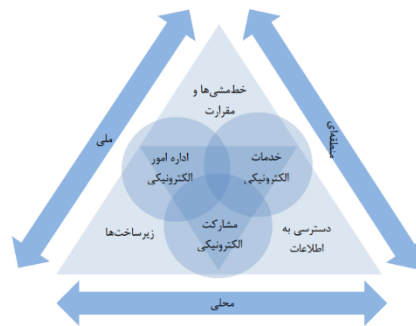 خط‌مشی‌ها و
مقرارت
ملی
منطقه‌ای
خدمات
الکترونیکی
اداره امور
الکترونیکی
مشارکت
الکترونیکی
دسترسی به
اطلاعات
زیرساخت‌ها
محلی